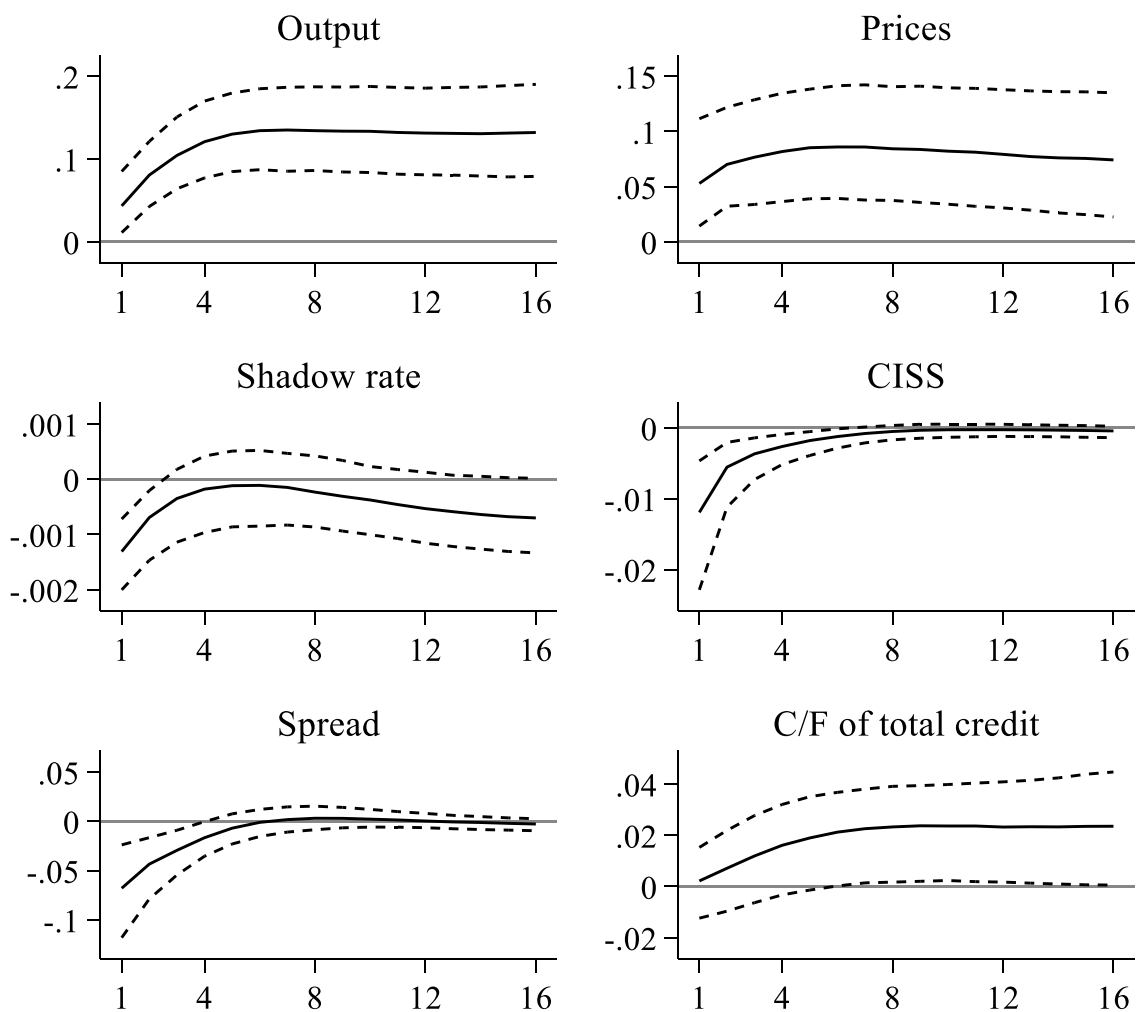 Output
.2
.1
0
1 4 8 12 16
Prices
.15
.1
.05
0
1 4 8 12 16
Shadow rate
.001
0
-.001
-.002
1 4 8 12 16
CISS
0
-.01
-.02
1 4 8 12 16
Spread
.05
0
-.05
-.1
1 4 8 12 16
C/F of total credit
.04
.02
0
-.02
1 4 8 12 16